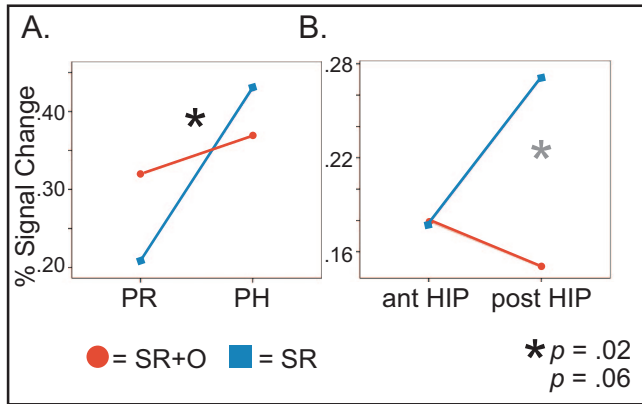 A.
B.
% Signal Change
.40
.30
.20
PR PH
.28
.22
.16
ant HIP post HIP
= SR+O = SR
* p = .02
p = .06